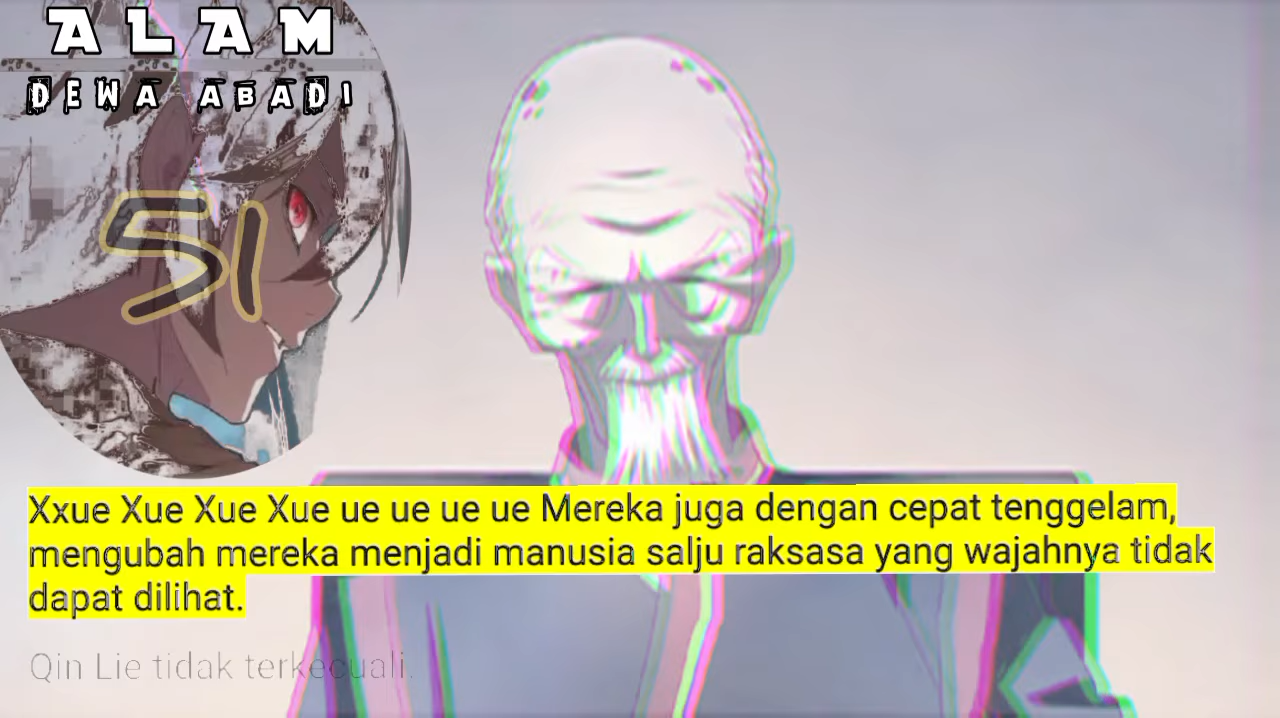 ALAM
DEWA ABADI
51
Xxue Xue Xue Xue ue ue ue ue Mereka juga dengan cepat tenggelam,
mengubah mereka menjadi manusia salju raksasa yang wajahnya tidak
dapat dilihat.
Qin Lie tidak terkecuali.